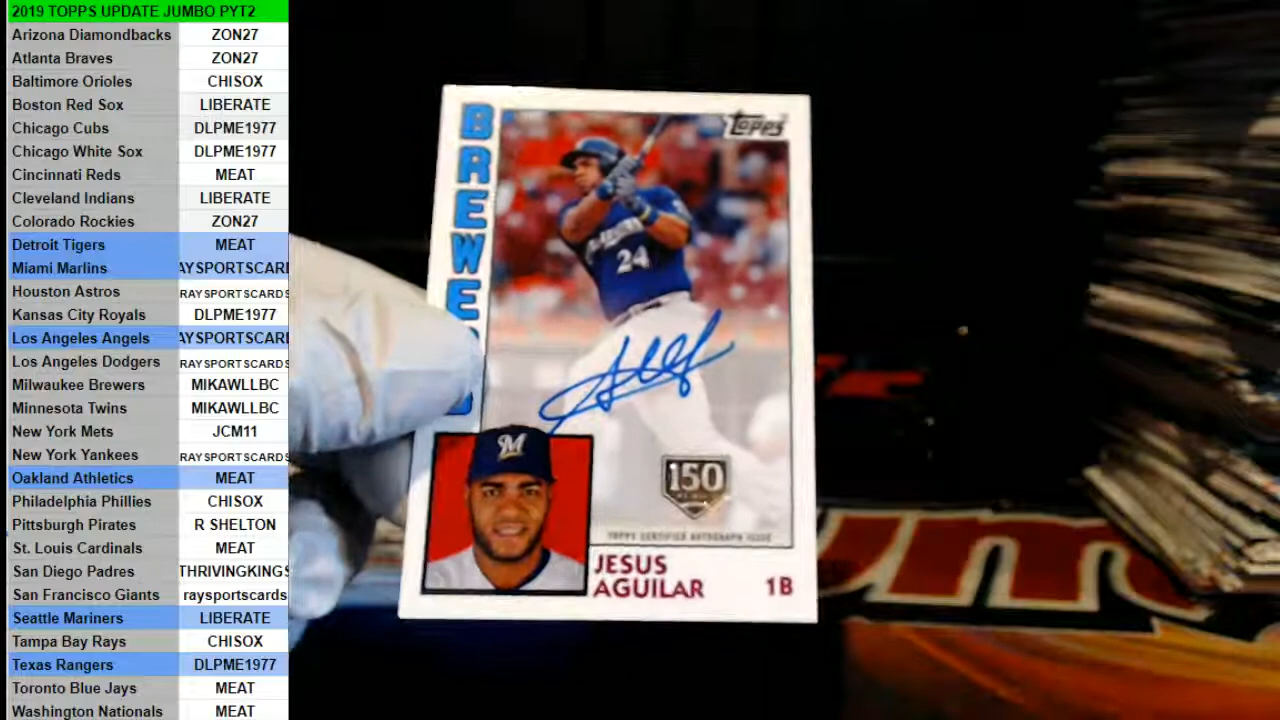 2019 TOPPS UPDATE JUMBO PYT2
Arizona Diamondbacks ZON27
Atlanta Braves ZON27
Baltimore Orioles CHISOX
Boston Red Sox LIBERATE
Chicago Cubs DLPME1977
Chicago White Sox DLPME1977
Cincinnati Reds MEAT
Cleveland Indians LIBERATE
Colorado Rockies ZON27
Detroit Tigers MEAT
Miami Marlins AYSPORTSCARD
Houston Astros RAYSPORTSCARDS
Kansas City Royals DLPME1977
Los Angeles Angels AYSPORTSCARD
Los Angeles Dodgers RAYSPORTSCARDS
Milwaukee Brewers MIKAWLLBC
Minnesota Twins MIKAWLLBC
New York Mets JCM11
New York Yankees RAYSPORTSCARDS
Oakland Athletics MEAT
Philadelphia Phillies CHISOX
Pittsburgh Pirates R SHELTON
St. Louis Cardinals MEAT
San Diego Padres THRIVINGKINGS
San Francisco Giants raysportscards
Seattle Mariners LIBERATE
Tampa Bay Rays CHISOX
Texas Rangers DLPME1977
Toronto Blue Jays MEAT
Washington Nationals MEAT
BREWE
Topps
24
M
150
TOPPS CERTIFIED AUTOGRAPH ISSUE
JESUS
AGUILAR 1B